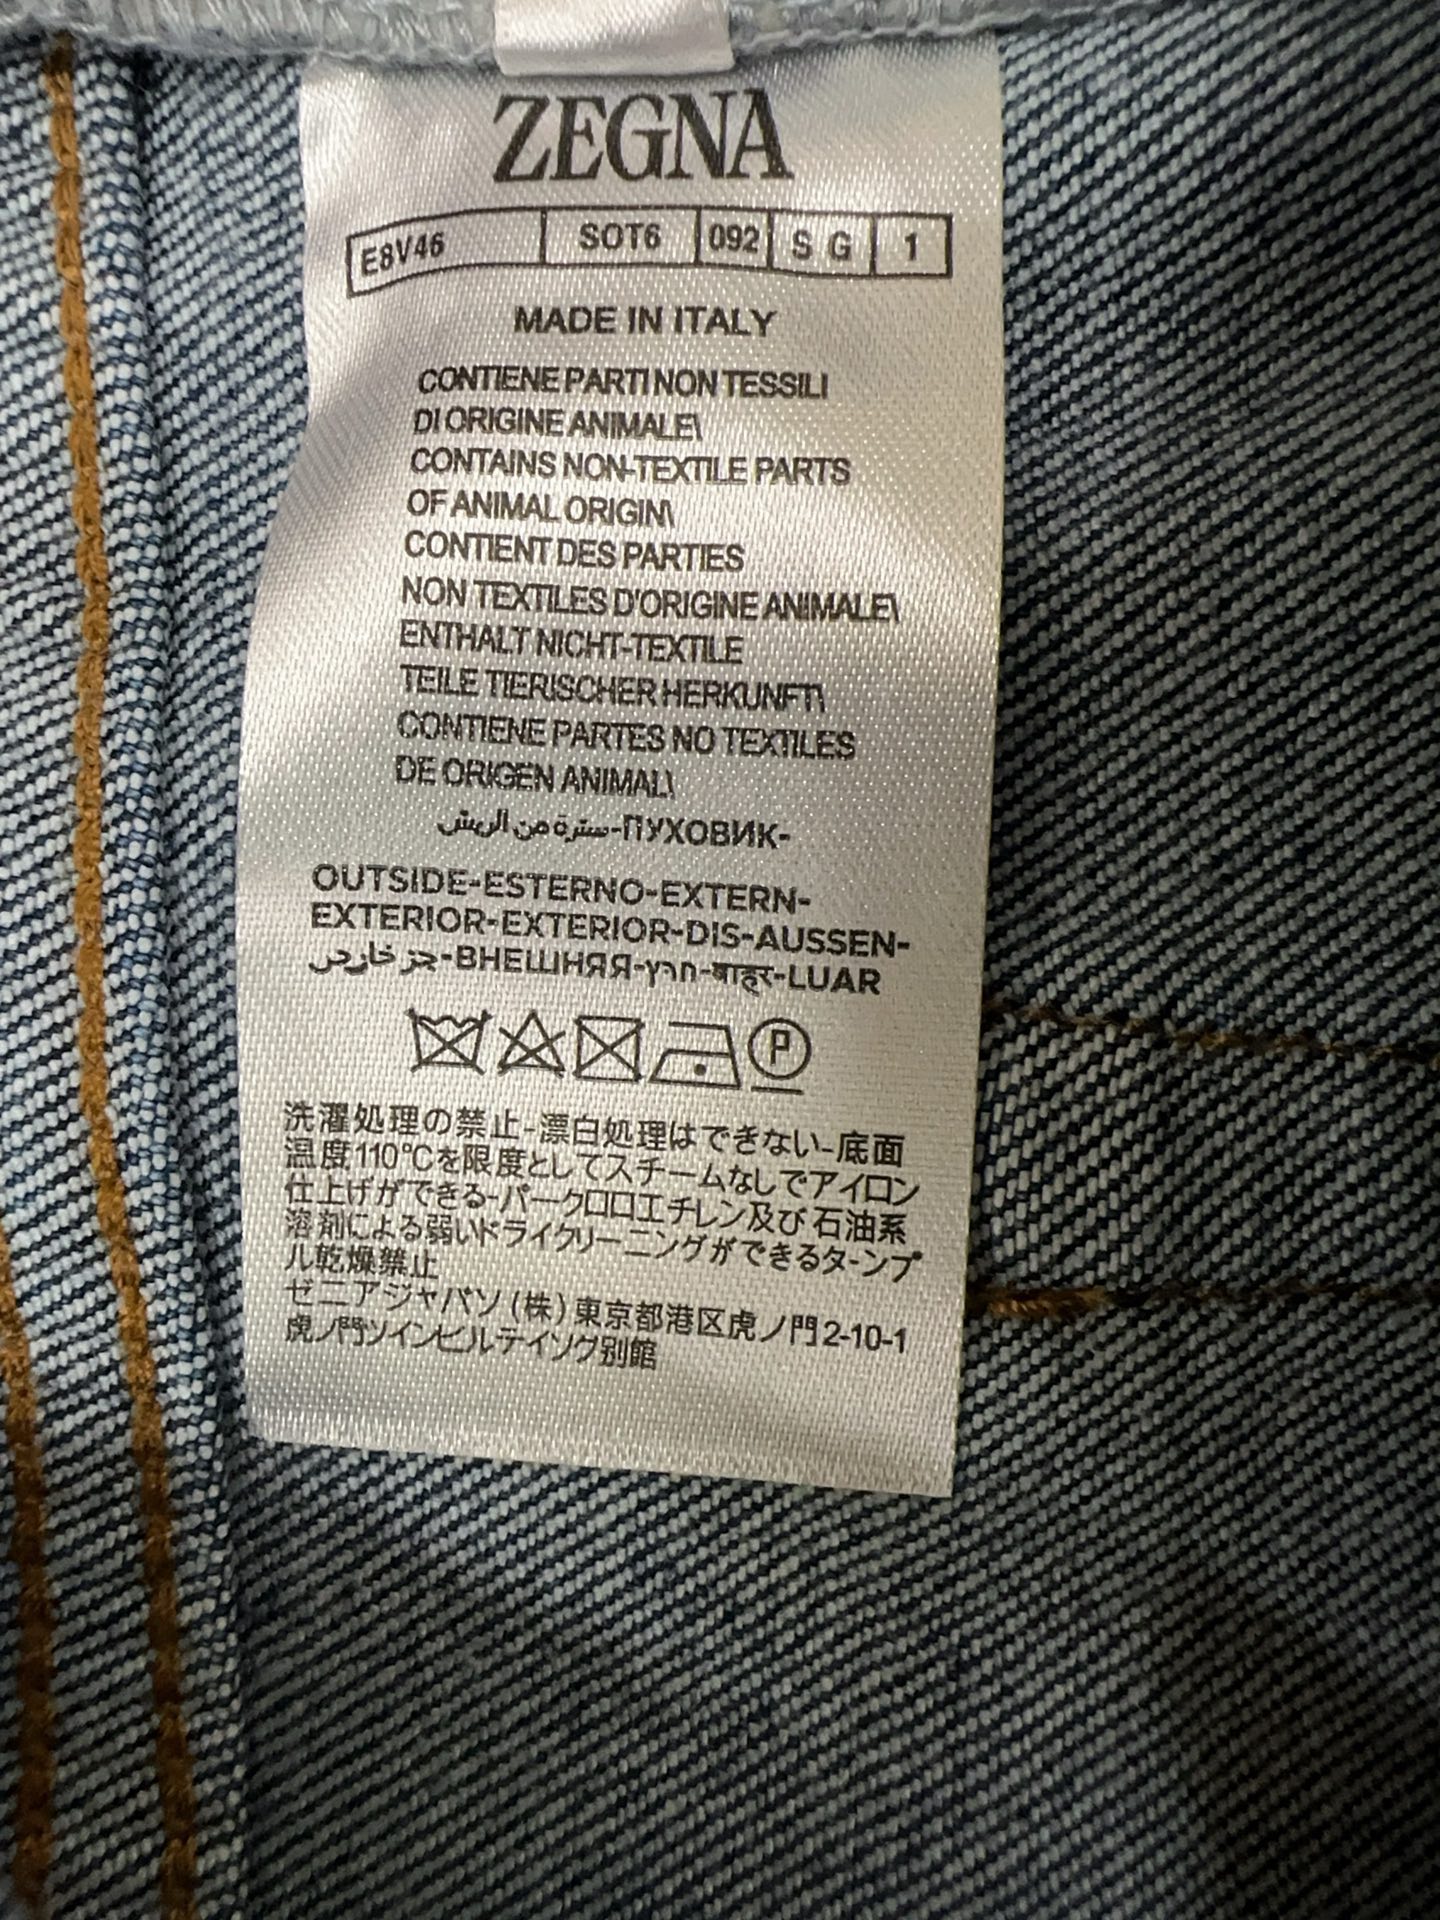 ZEGNA
E8V46 SOT6 092 S G 1
MADE IN ITALY
CONTIENE PARTI NON TESSILI
DI ORIGINE ANIMALE\
CONTAINS NON-TEXTILE PARTS
OF ANIMAL ORIGIN\
CONTIENT DES PARTIES
NON TEXTILES D'ORIGINE ANIMALE\
ENTHALT NICHT-TEXTILE
TEILE TIERISCHER HERKUNFT\
CONTIENE PARTES NO TEXTILES
DE ORIGEN ANIMAL\
سترة من الريش-ПУХОВИК-
OUTSIDE-ESTERNO-EXTERN-
EXTERIOR-EXTERIOR-DIS-AUSSEN-
جز خارجي-ВНЕШНЯЯ-חרץ-बाहर-LUAR
P
洗濯処理の禁止-漂白処理はできない-底面
温度110℃を限度としてスチームなしでアイロン
仕上げができる-パークロロエチレン及び石油系
溶剤による弱いドライクリーニングができるタ-ンブ
ル乾燥禁止
ゼニアジャパン(株)東京都港区虎ノ門2-10-1
虎ノ門ツインビルディング別館